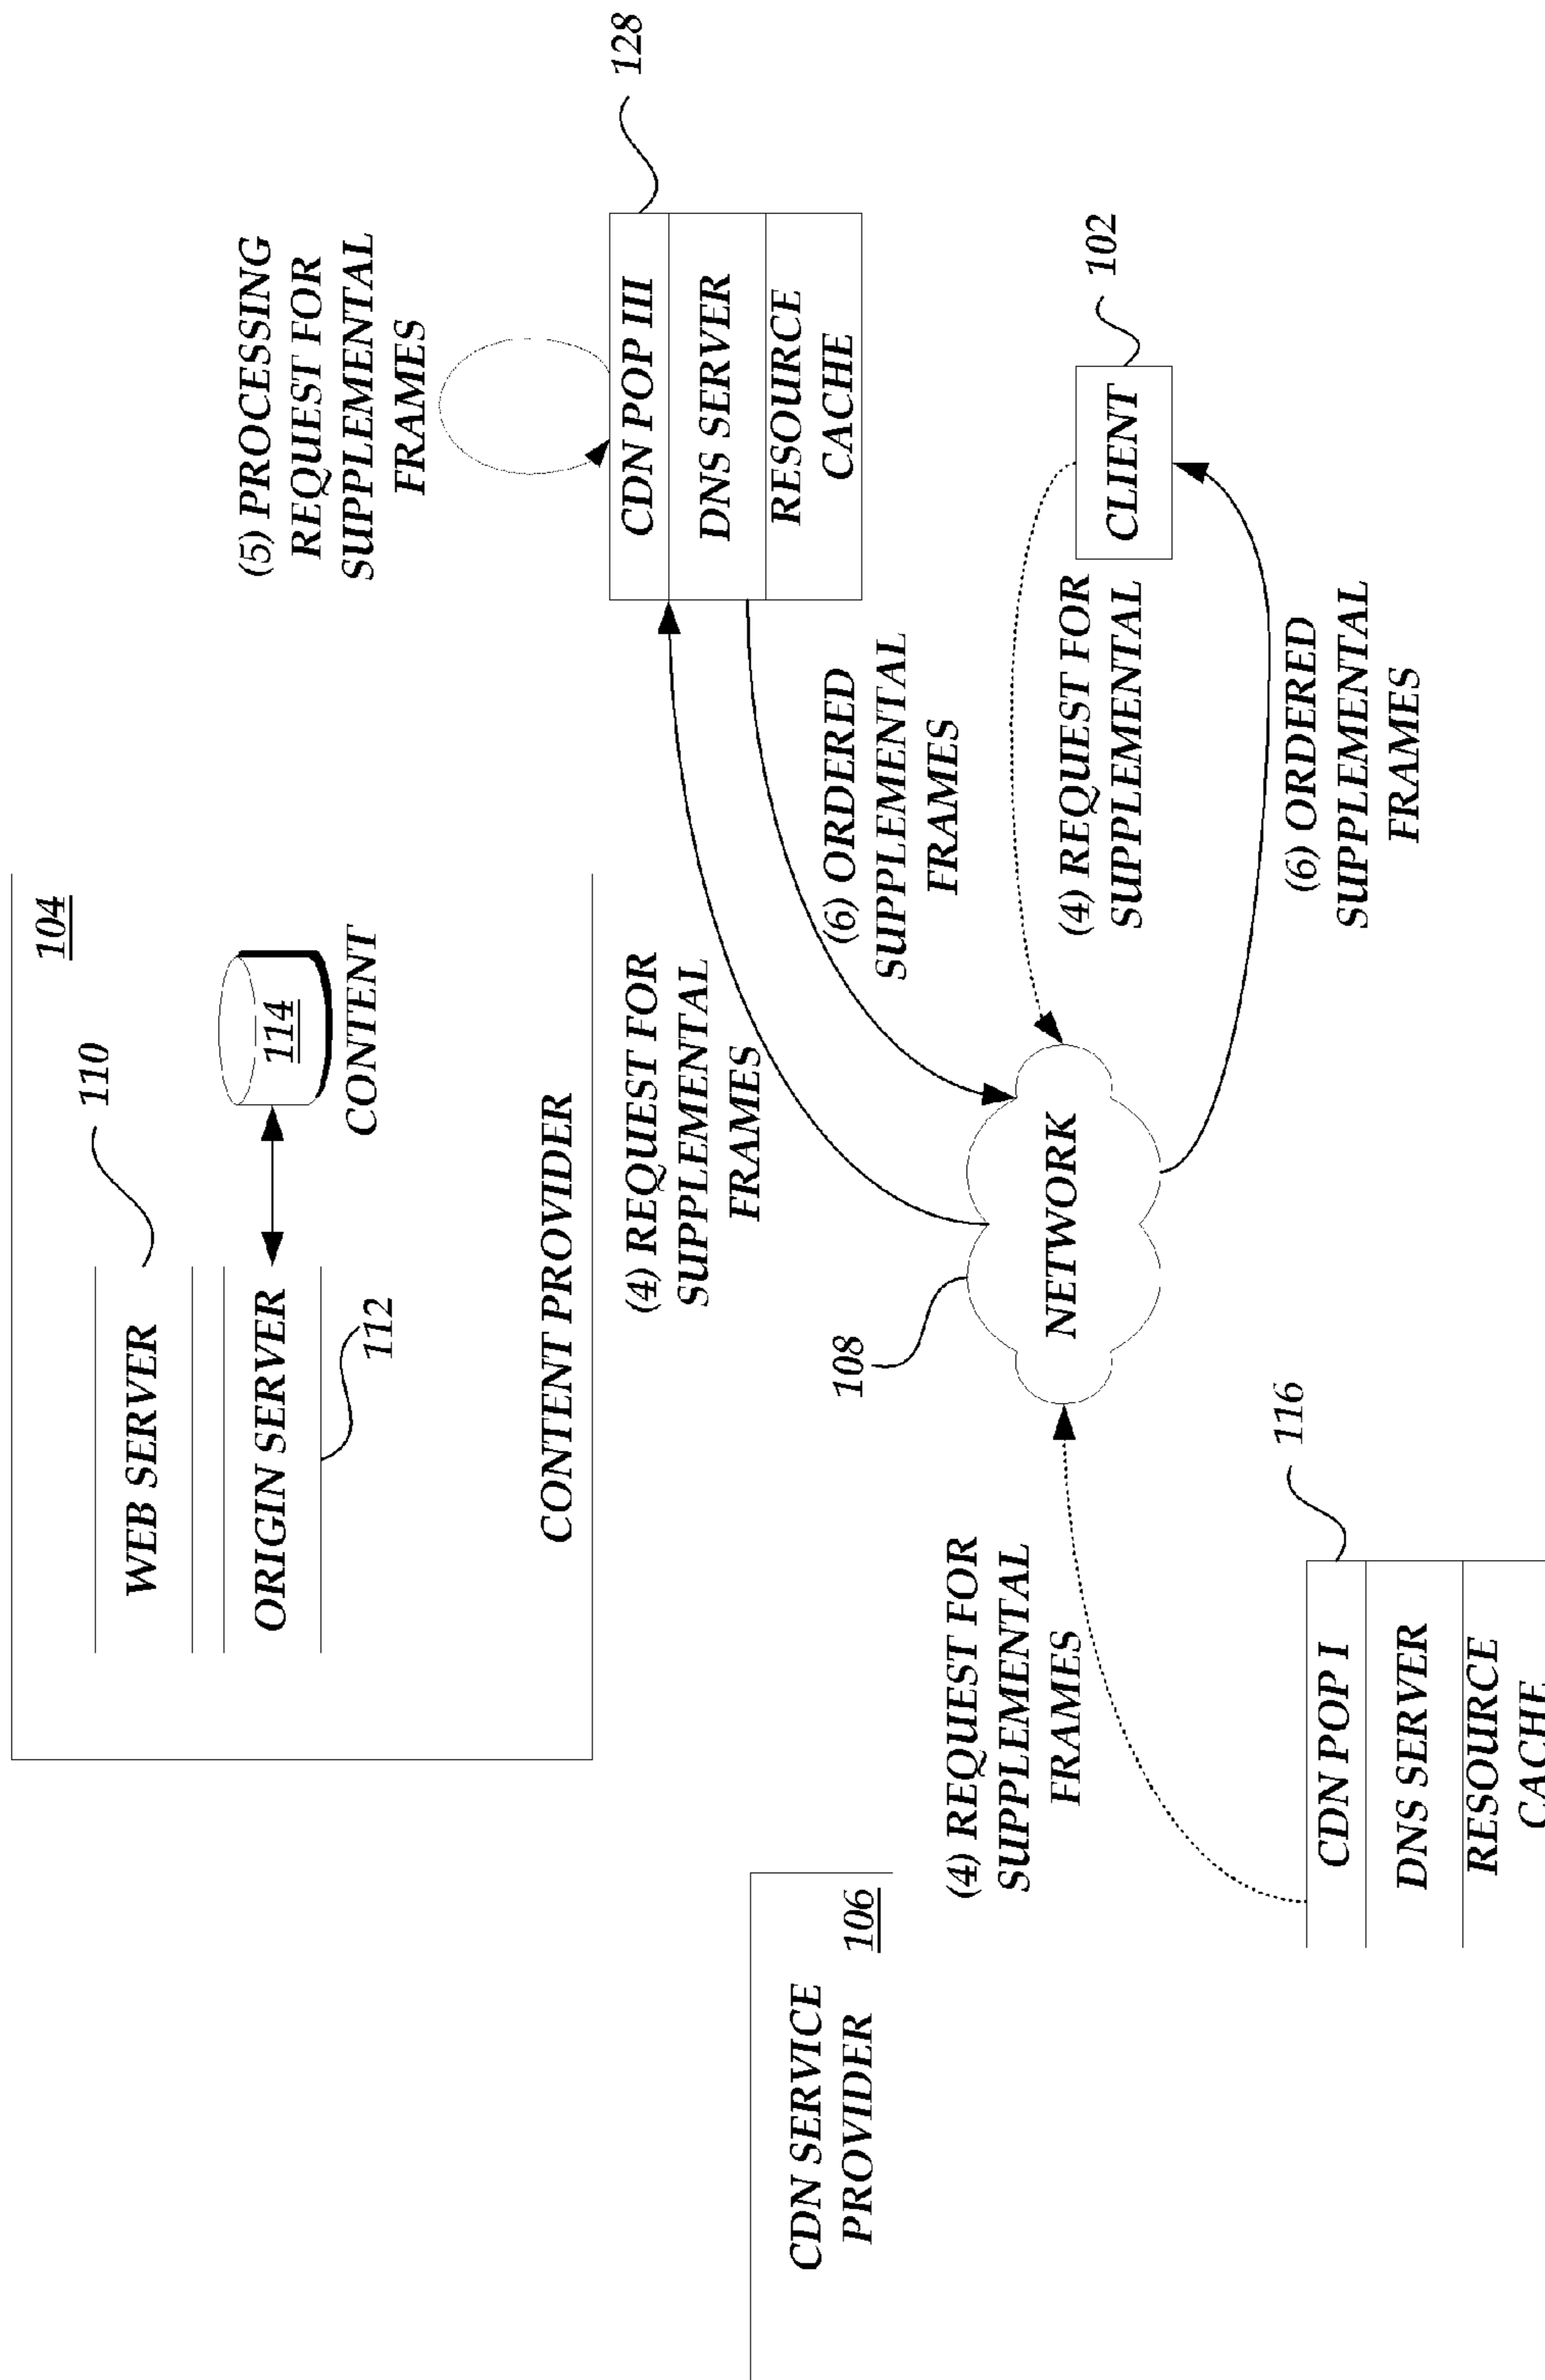 104
110
WEB SERVER
ORIGIN SERVER
114
112
CONTENT
CONTENT PROVIDER
(5) PROCESSING
REQUEST FOR
SUPPLEMENTAL
FRAMES
128
CDN POP III
DNS SERVER
RESOURCE
CACHE
(4) REQUEST FOR
SUPPLEMENTAL
FRAMES
CDN SERVICE
PROVIDER
106
108
NETWORK
(6) ORDERED
SUPPLEMENTAL
FRAMES
(4) REQUEST FOR
SUPPLEMENTAL
FRAMES
(4) REQUEST FOR
SUPPLEMENTAL
102
CLIENT
(6) ORDERED
SUPPLEMENTAL
FRAMES
116
CDN POP I
DNS SERVER
RESOURCE
CACHE